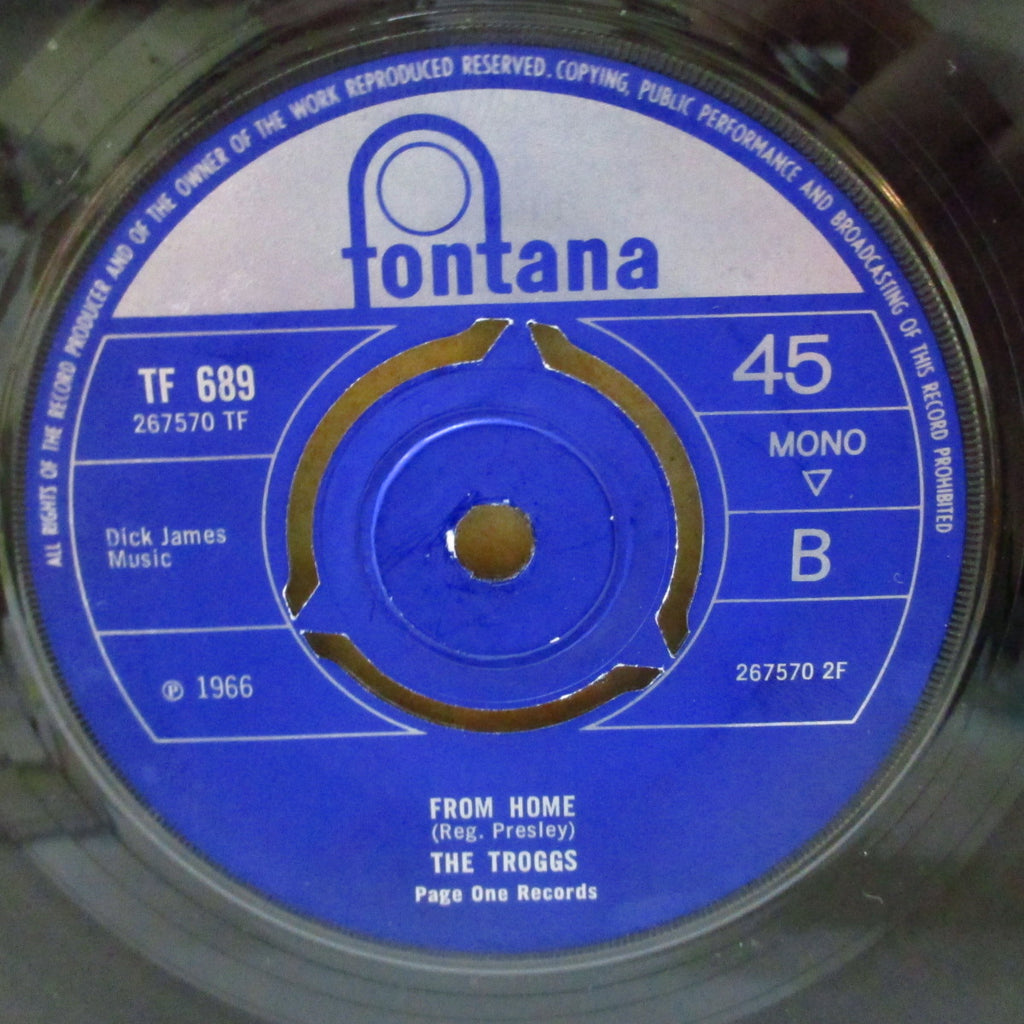 ALL RIGHTS OF THE RECORD PRODUCER AND OF THE OWNER OF THE WORK REPRODUCED RESERVED. COPYING, PUBLIC PERFORMANCE AND BROADCASTING OF THIS RECORD PROHIBITED
fontana
TF 689
267570 TF
Dick James
Music
℗ 1966
45
MONO
▽
B
267570 2F
FROM HOME
(Reg. Presley)
THE TROGGS
Page One Records